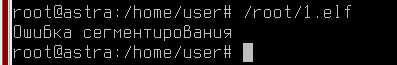 root@astra:/home/user# /root/1.elf
Ошибка сегментирования
root@astra:/home/user#